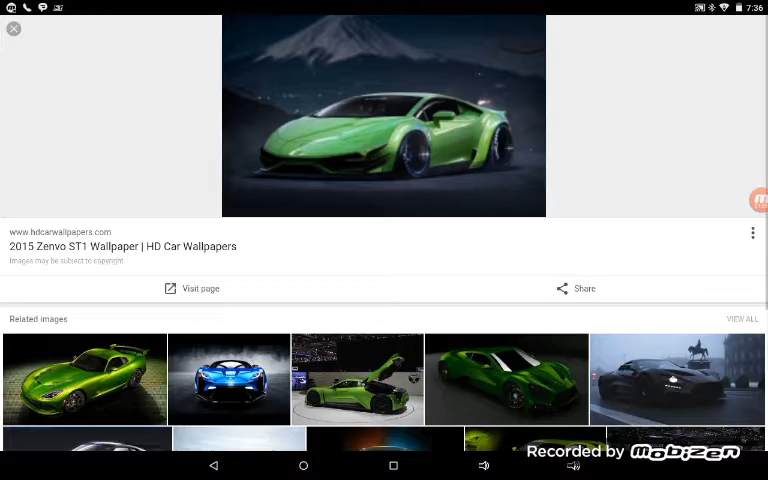 7:36
www.hdcarwallpapers.com
2015 Zenvo ST1 Wallpaper | HD Car Wallpapers
Images may be subject to copyright.
Visit page
Share
Related images
VIEW ALL
Recorded by mobizen